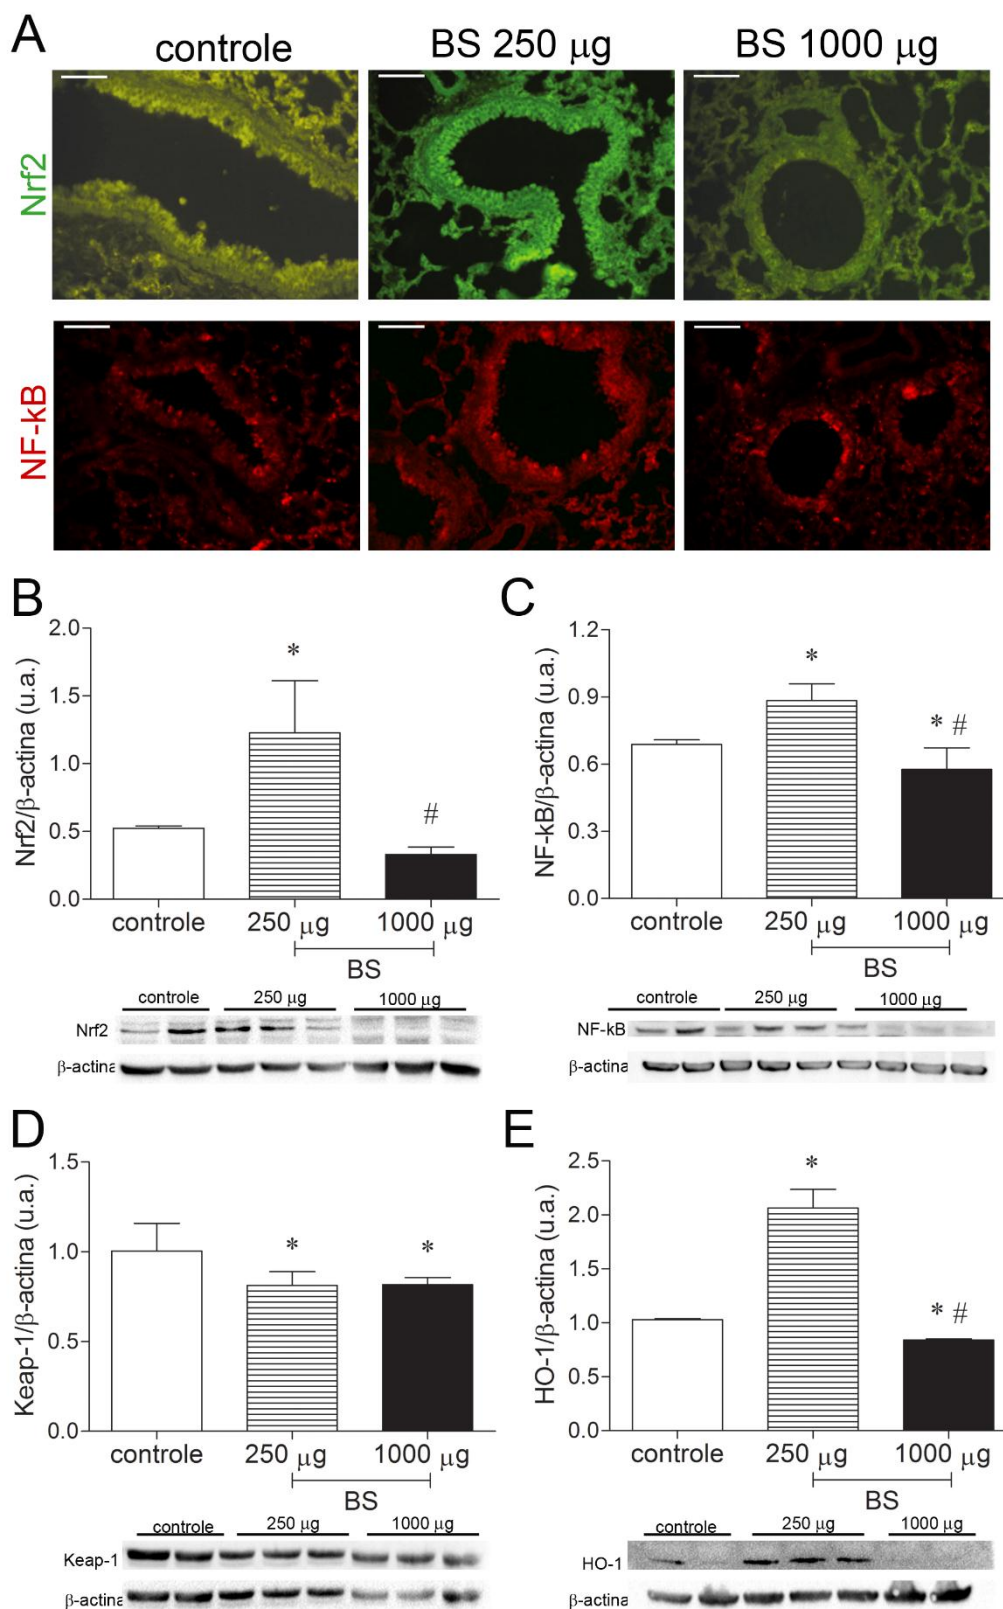 A
controle
BS 250 µg
BS 1000 µg
Nrf2
NF-kB
B
Nrf2/β-actina (u.a.)
2.0
1.5
1.0
0.5
0.0
*
#
controle
250 µg
1000 µg
BS
controle
250 µg
1000 µg
Nrf2
β-actina
C
NF-kB/β-actina (u.a.)
1.2
0.9
0.6
0.3
0.0
*
* #
controle
250 µg
1000 µg
BS
controle
250 µg
1000 µg
NF-kB
β-actina
D
Keap-1/β-actina (u.a.)
1.5
1.0
0.5
0.0
*
*
controle
250 µg
1000 µg
BS
controle
250 µg
1000 µg
Keap-1
β-actina
E
HO-1/β-actina (u.a.)
2.5
2.0
1.5
1.0
0.5
0.0
*
* #
controle
250 µg
1000 µg
BS
controle
250 µg
1000 µg
HO-1
β-actina